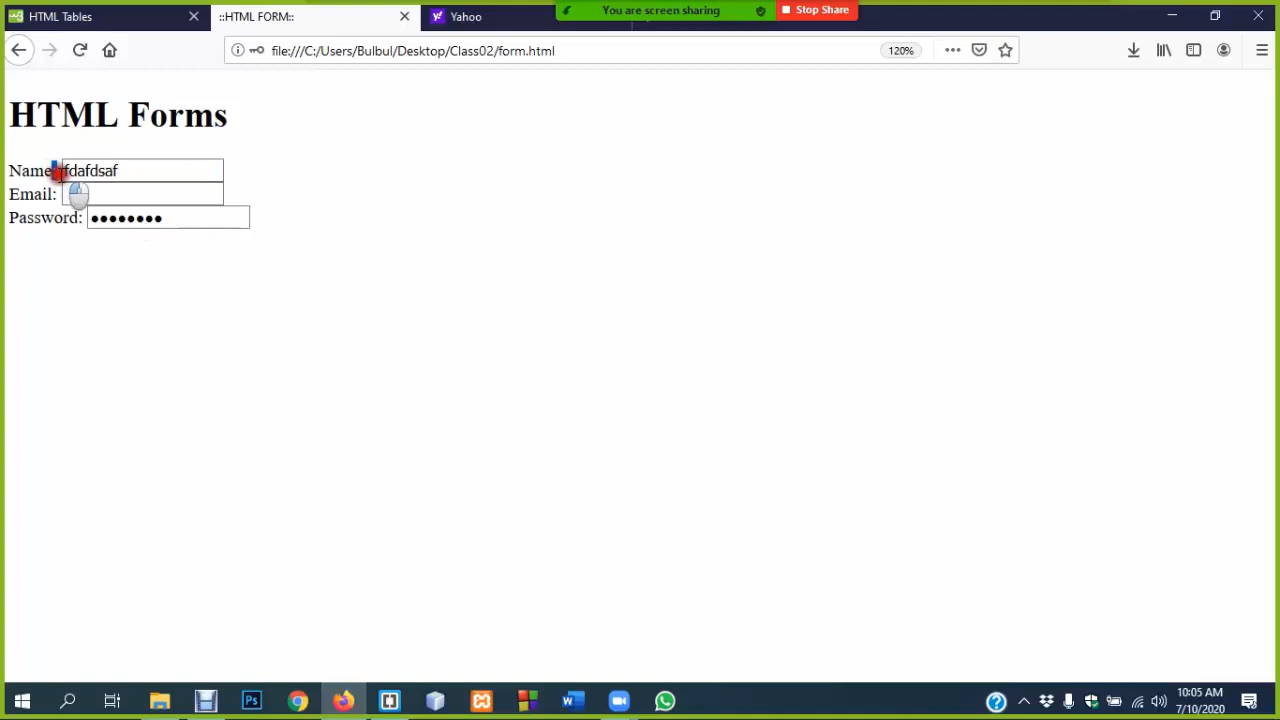 HTML Tables
::HTML FORM::
Yahoo
You are screen sharing
Stop Share
file:///C:/Users/Bulbul/Desktop/Class02/form.html
120%
HTML Forms
Name
fdafdsaf
Email:
Password: ●●●●●●●●
10:05 AM
7/10/2020